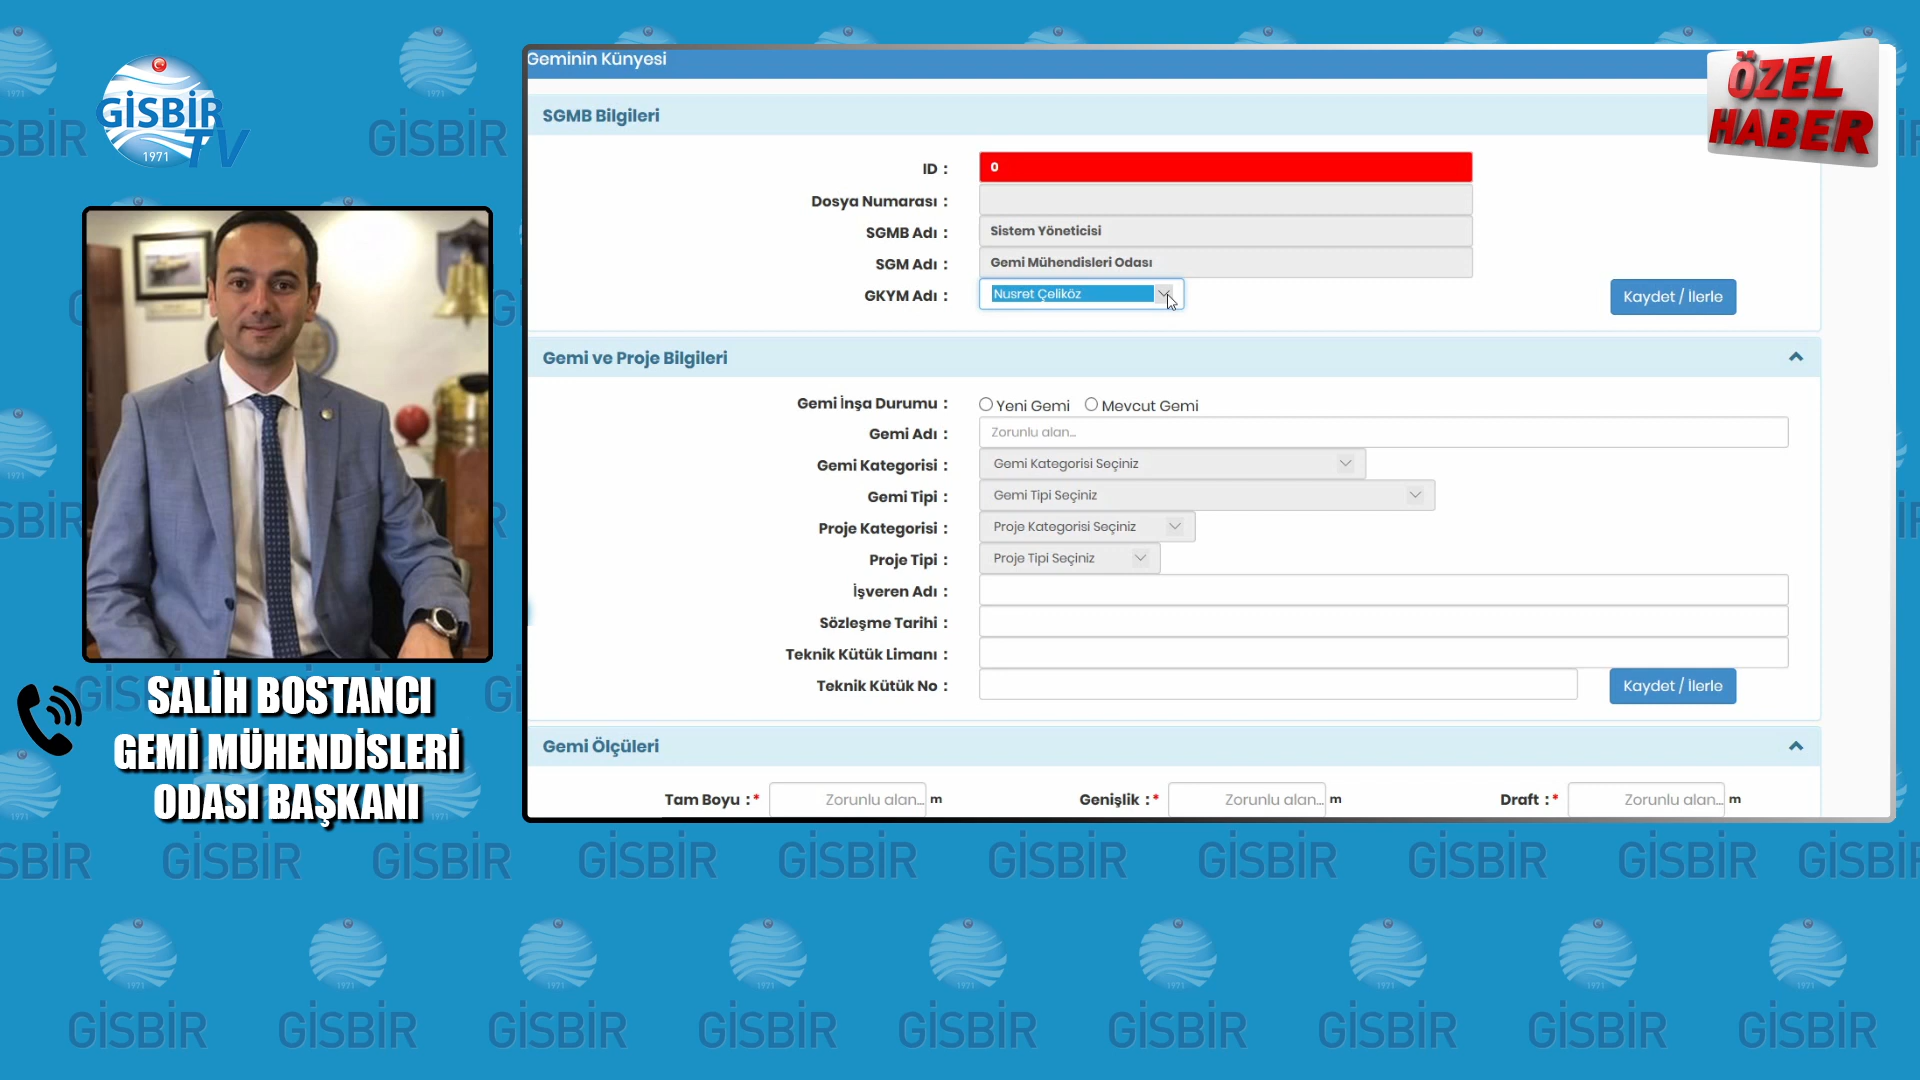 GİSBİR
TV
1971
ÖZEL
HABER
Geminin Künyesi
SGMB Bilgileri
ID : 0
Dosya Numarası :
SGMB Adı : Sistem Yöneticisi
SGM Adı : Gemi Mühendisleri Odası
GKYM Adı : Nusret Çeliköz
Kaydet / İlerle
Gemi ve Proje Bilgileri
Gemi İnşa Durumu : Yeni Gemi Mevcut Gemi
Gemi Adı : Zorunlu alan...
Gemi Kategorisi : Gemi Kategorisi Seçiniz
Gemi Tipi : Gemi Tipi Seçiniz
Proje Kategorisi : Proje Kategorisi Seçiniz
Proje Tipi : Proje Tipi Seçiniz
İşveren Adı :
Sözleşme Tarihi :
Teknik Kütük Limanı :
Teknik Kütük No : Kaydet / İlerle
Gemi Ölçüleri
Tam Boyu :* Zorunlu alan... m Genişlik :* Zorunlu alan... m Draft :* Zorunlu alan... m
SALİH BOSTANCI
GEMİ MÜHENDİSLERİ
ODASI BAŞKANI
GİSBİR
SBİR GİSBİR GİSBİR GİSBİR GİSBİR GİSBİR GİSBİR GİSBİR GİSBİR GİSBİR
GİSBİR GİSBİR GİSBİR GİSBİR GİSBİR GİSBİR GİSBİR GİSBİR GİSBİR